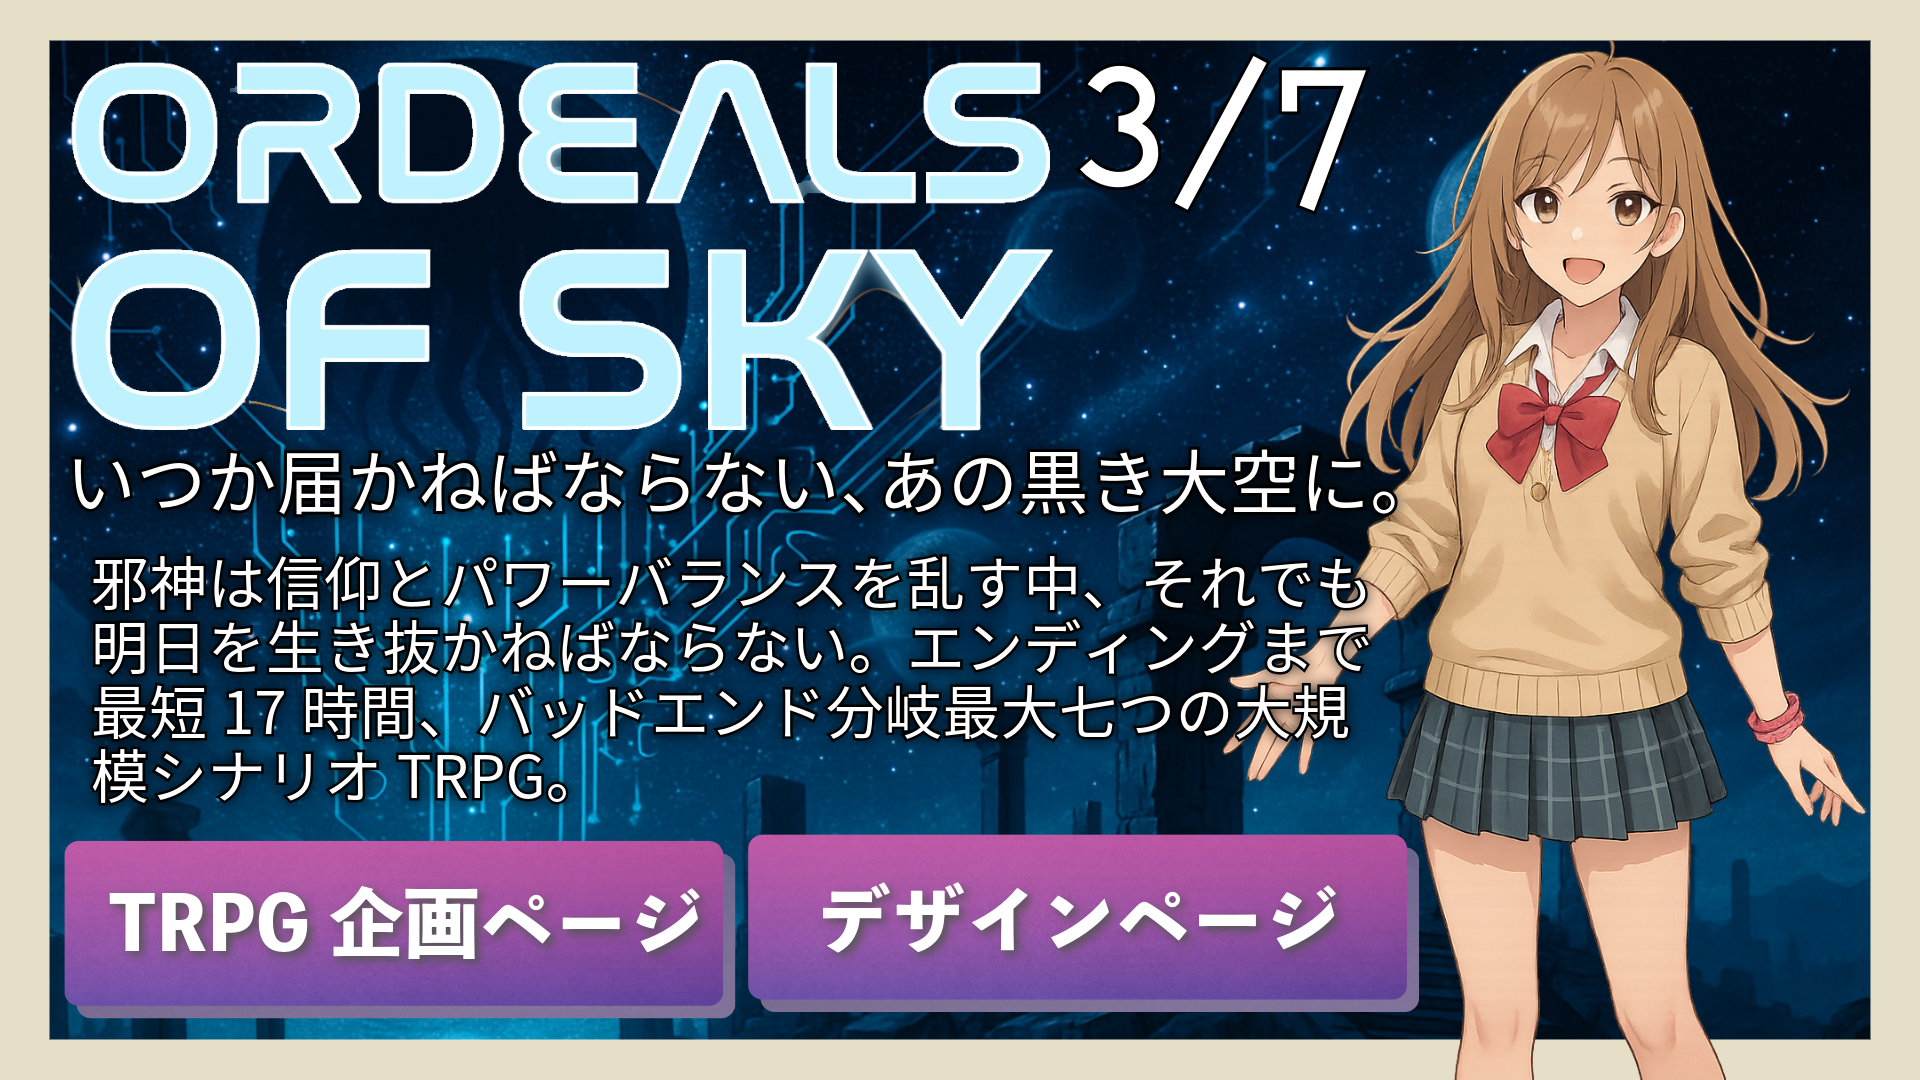 ORDEALS 3/7
OF SKY
いつか届かねばならない、あの黒き大空に。
邪神は信仰とパワーバランスを乱す中、それでも
明日を生き抜かねばならない。エンディングまで
最短 17 時間、バッドエンド分岐最大七つの大規
模シナリオ TRPG。
TRPG 企画ページ
デザインページ